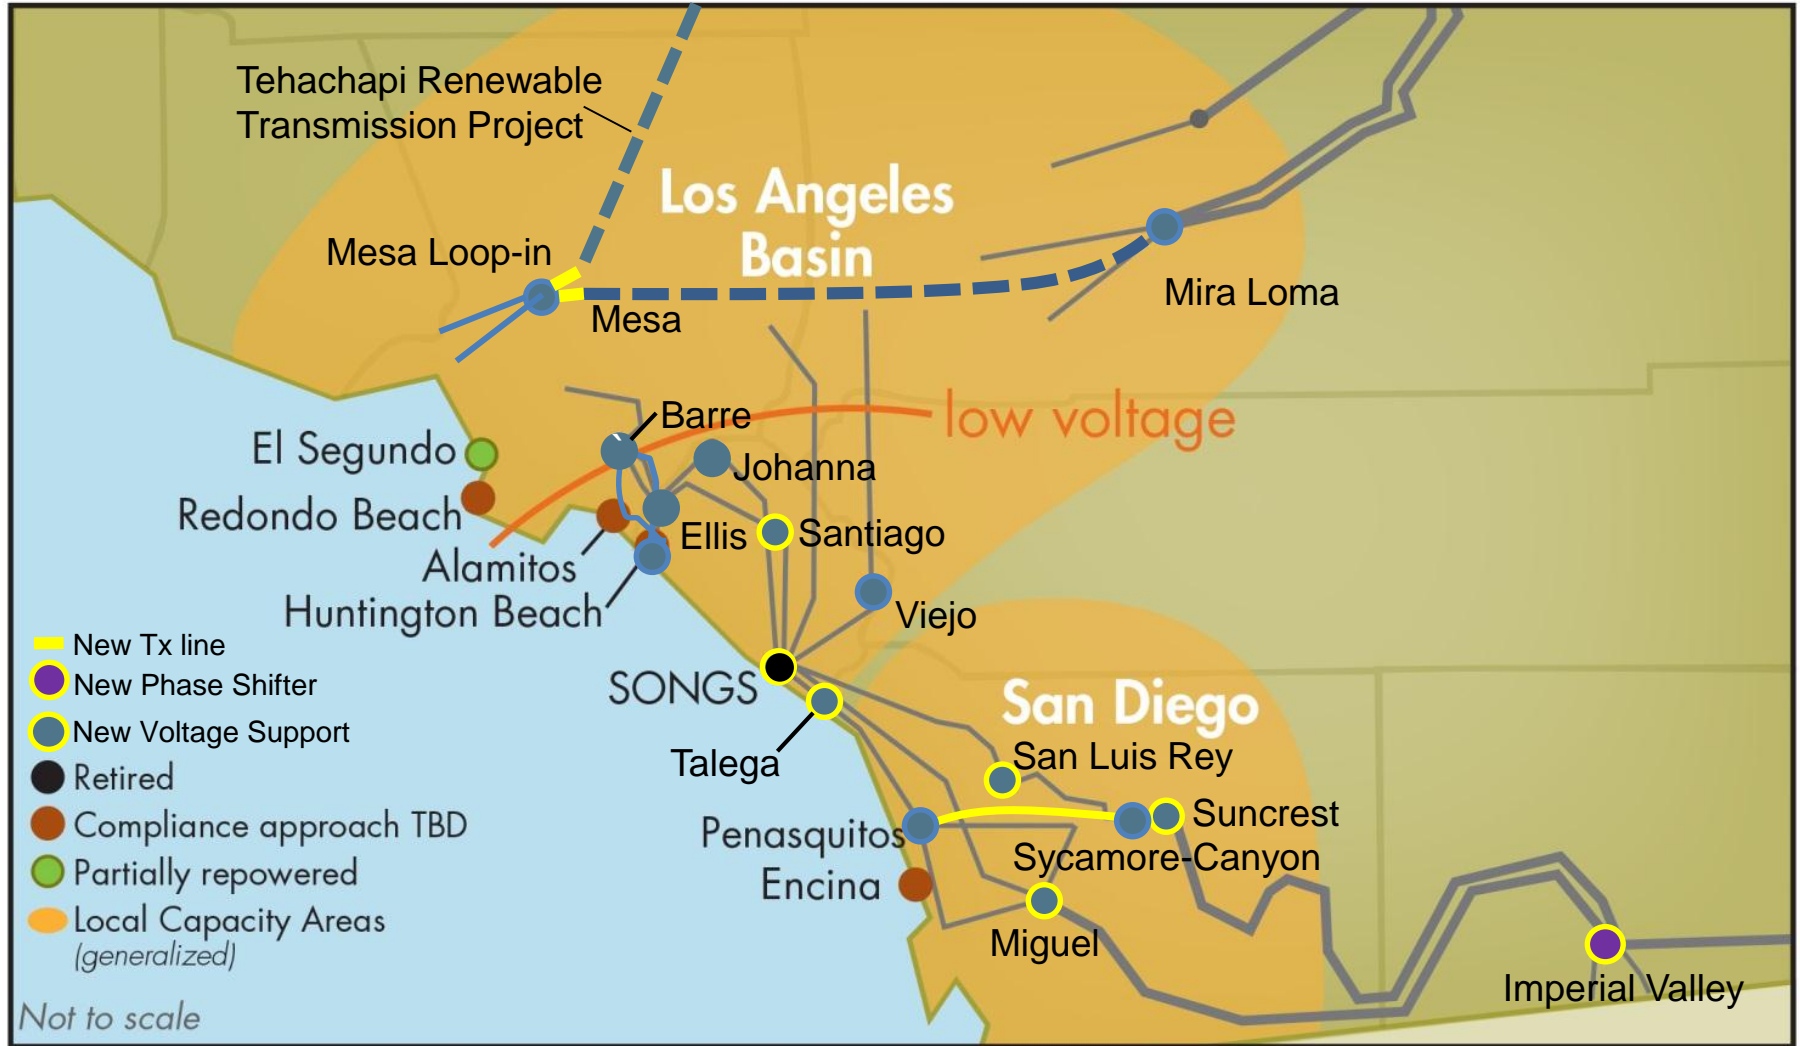 Tehachapi Renewable
Transmission Project
Los Angeles
Basin
Mesa Loop-in
Mesa
Mira Loma
Barre
low voltage
El Segundo
Johanna
Redondo Beach
Ellis
Santiago
Alamitos
Huntington Beach
Viejo
New Tx line
New Phase Shifter
New Voltage Support
Retired
Compliance approach TBD
Partially repowered
Local Capacity Areas
(generalized)
Not to scale
SONGS
San Diego
Talega
San Luis Rey
Penasquitos
Suncrest
Sycamore-Canyon
Encina
Miguel
Imperial Valley